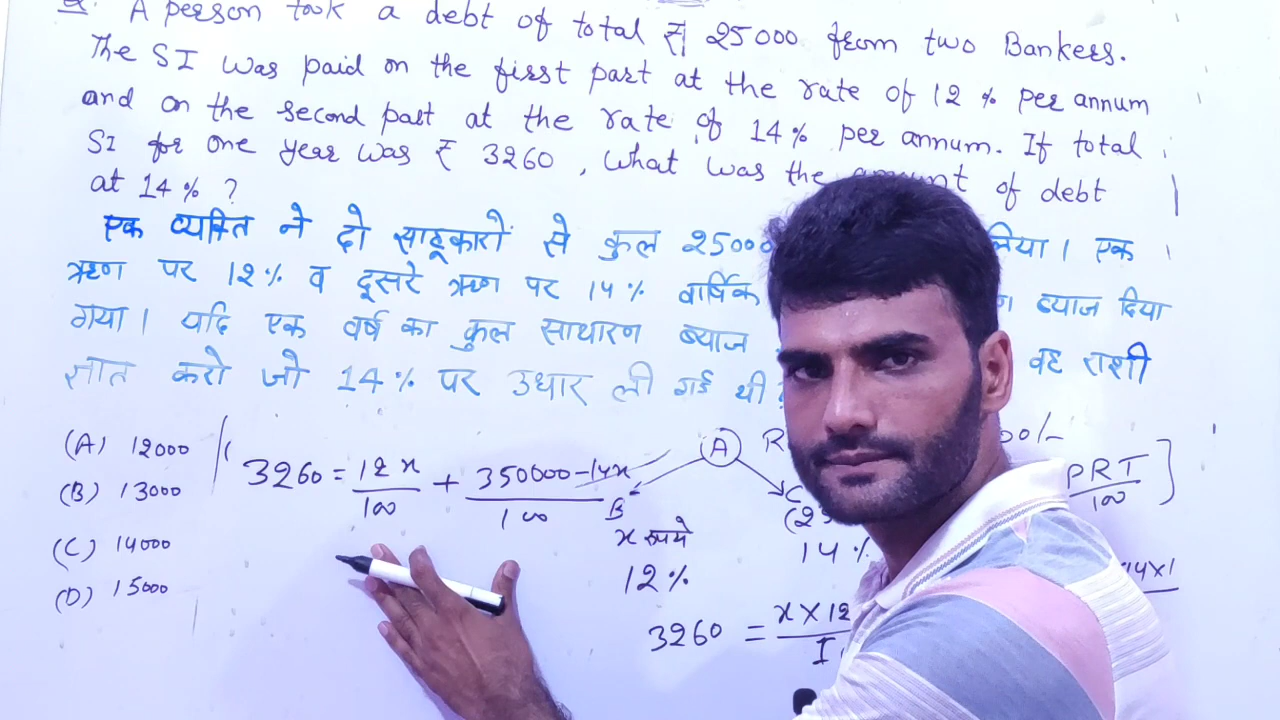 Q. A person took a debt of total ₹ 25000 from two Bankers.
The SI was paid on the first part at the rate of 12 % per annum
and on the second part at the rate of 14% per annum. If total
SI for one year was ₹ 3260, what was the of debt
at 14 % ?
एक व्यक्ति ने दो साहूकारों से कुल 25000 लिया। एक
ऋण पर 12% व दूसरे ऋण पर 14% वार्षिक ब्याज दिया
गया। यदि एक वर्ष का कुल साधारण ब्याज वह राशी
ज्ञात करो जो 14% पर उधार ली गई थी?
(A) 12000
(B) 13000
(C) 14000
(D) 15000
3260 = 12x/100 + 350000-14x/100
A
B
x रुपये
12%
C
14%
PRT/100]
14x1
3260 = x X 12